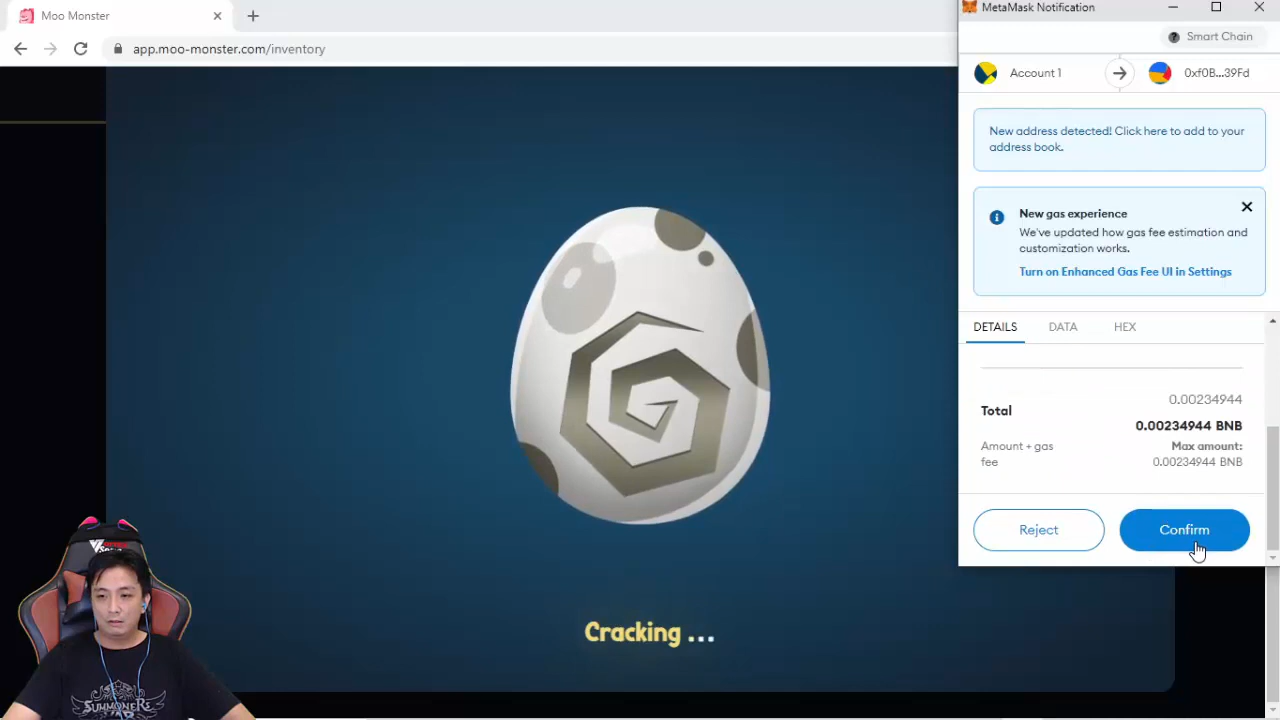 Moo Monster
app.moo-monster.com/inventory
MetaMask Notification
Smart Chain
Account 1
0xf0B...39Fd
New address detected! Click here to add to your
address book.
New gas experience
We've updated how gas fee estimation and
customization works.
Turn on Enhanced Gas Fee UI in Settings
DETAILS
DATA
HEX
0.00234944
Total
0.00234944 BNB
Amount + gas
fee
Max amount:
0.00234944 BNB
Reject
Confirm
Cracking ...
SUMMONERS
WAR